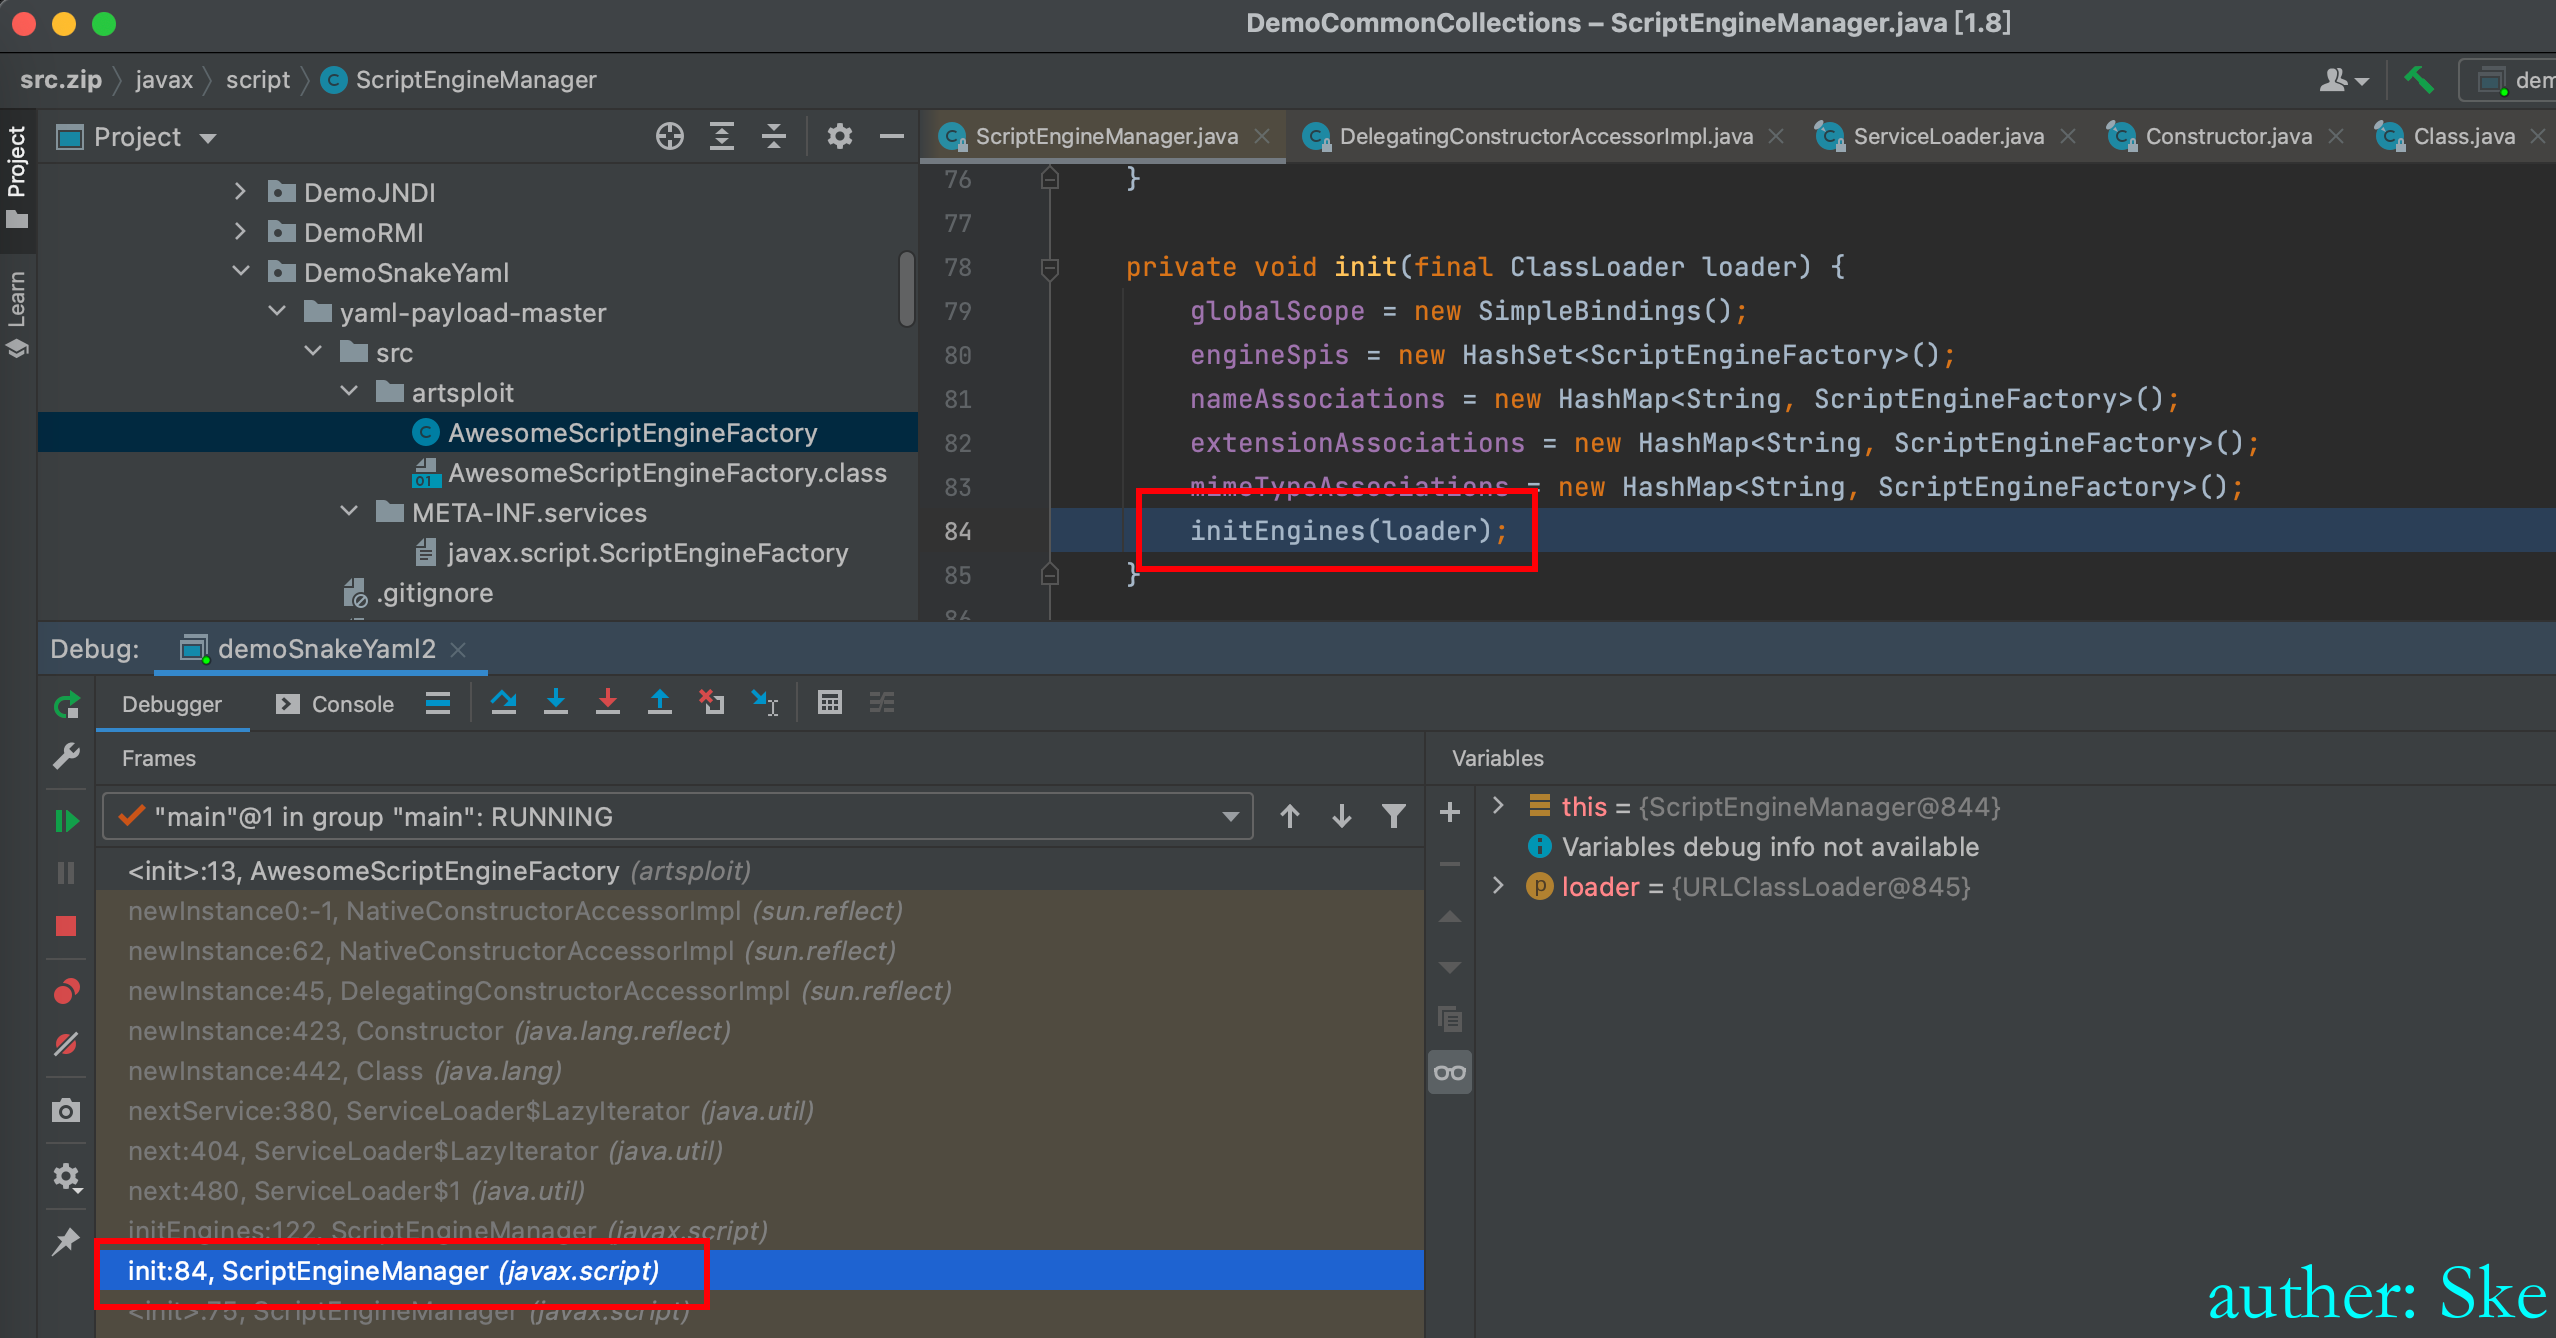 DemoCommonCollections – ScriptEngineManager.java [1.8]
src.zip javax script ScriptEngineManager
dem
Project
ScriptEngineManager.java DelegatingConstructorAccessorImpl.java ServiceLoader.java Constructor.java Class.java
Project
Learn
DemoJNDI
DemoRMI
DemoSnakeYaml
yaml-payload-master
src
artsploit
AwesomeScriptEngineFactory
AwesomeScriptEngineFactory.class
META-INF.services
javax.script.ScriptEngineFactory
.gitignore
76 }
77
78 private void init(final ClassLoader loader) {
79 globalScope = new SimpleBindings();
80 engineSpis = new HashSet<ScriptEngineFactory>();
81 nameAssociations = new HashMap<String, ScriptEngineFactory>();
82 extensionAssociations = new HashMap<String, ScriptEngineFactory>();
83 mimeTypeAssociations = new HashMap<String, ScriptEngineFactory>();
84 initEngines(loader);
85 }
86
Debug: demoSnakeYaml2
Debugger Console
Frames
"main"@1 in group "main": RUNNING
<init>:13, AwesomeScriptEngineFactory (artsploit)
newInstance0:-1, NativeConstructorAccessorImpl (sun.reflect)
newInstance:62, NativeConstructorAccessorImpl (sun.reflect)
newInstance:45, DelegatingConstructorAccessorImpl (sun.reflect)
newInstance:423, Constructor (java.lang.reflect)
newInstance:442, Class (java.lang)
nextService:380, ServiceLoader$LazyIterator (java.util)
next:404, ServiceLoader$LazyIterator (java.util)
next:480, ServiceLoader$1 (java.util)
initEngines:122, ScriptEngineManager (javax.script)
init:84, ScriptEngineManager (javax.script)
<init>:75, ScriptEngineManager (javax.script)
Variables
this = {ScriptEngineManager@844}
Variables debug info not available
loader = {URLClassLoader@845}
auther: Ske